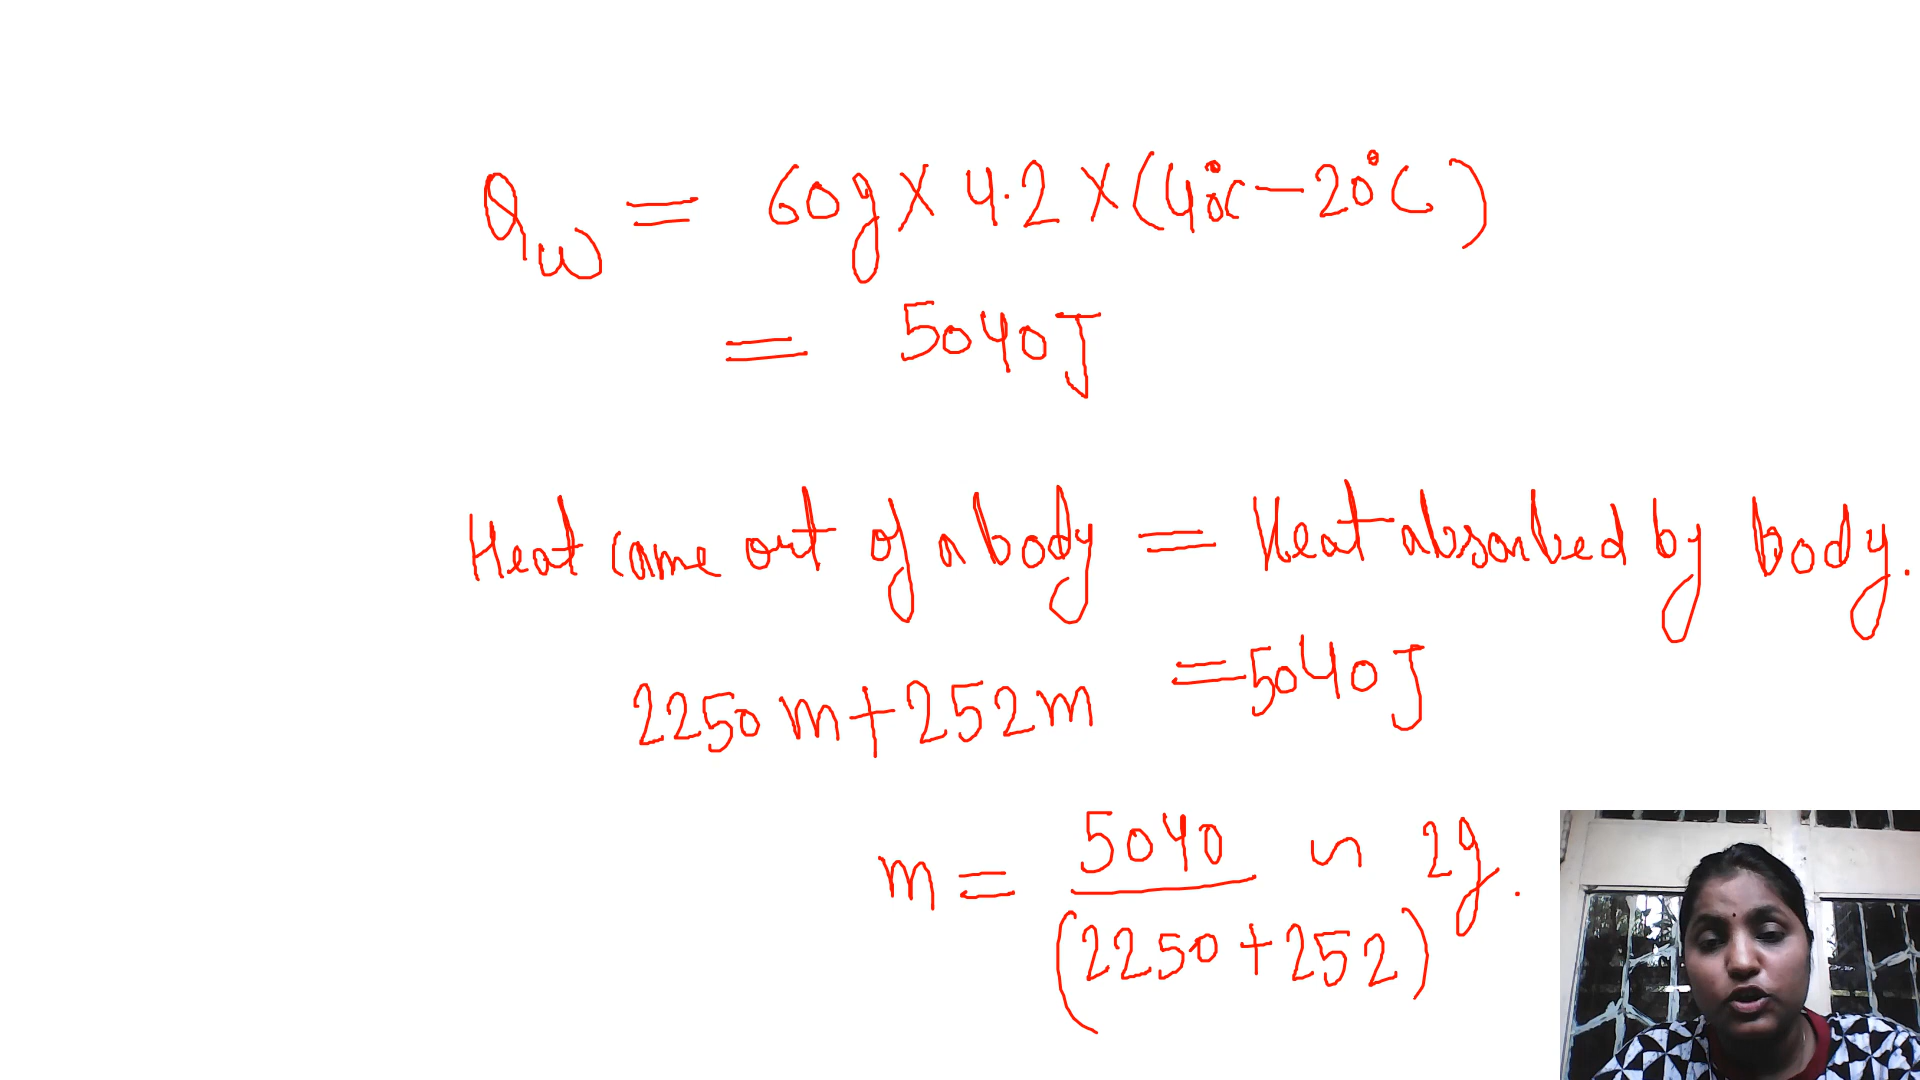 Qw = 60g × 4.2 × (40°C − 20°C)
= 5040J
Heat came out of a body = Heat absorbed by body.
2250m + 252m = 5040J
m = 5040 / (2250 + 252) ∽ 2g.